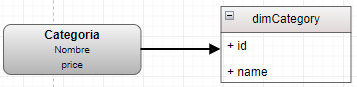 Categoria
Nombre
price
dimCategory
+ id
+ name